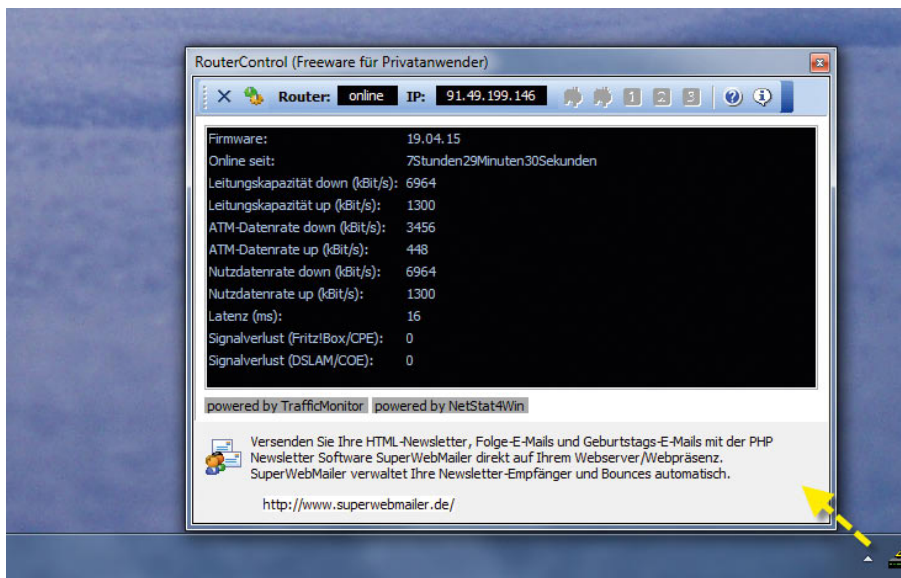 RouterControl (Freeware für Privatanwender)
Router: online IP: 91.49.199.146 1 2 3
Firmware: 19.04.15
Online seit: 7Stunden29Minuten30Sekunden
Leitungskapazität down (kBit/s): 6964
Leitungskapazität up (kBit/s): 1300
ATM-Datenrate down (kBit/s): 3456
ATM-Datenrate up (kBit/s): 448
Nutzdatenrate down (kBit/s): 6964
Nutzdatenrate up (kBit/s): 1300
Latenz (ms): 16
Signalverlust (Fritz!Box/CPE): 0
Signalverlust (DSLAM/COE): 0
powered by TrafficMonitor powered by NetStat4Win
Versenden Sie Ihre HTML-Newsletter, Folge-E-Mails und Geburtstags-E-Mails mit der PHP
Newsletter Software SuperWebMailer direkt auf Ihrem Webserver/Webpräsenz.
SuperWebMailer verwaltet Ihre Newsletter-Empfänger und Bounces automatisch.
http://www.superwebmailer.de/